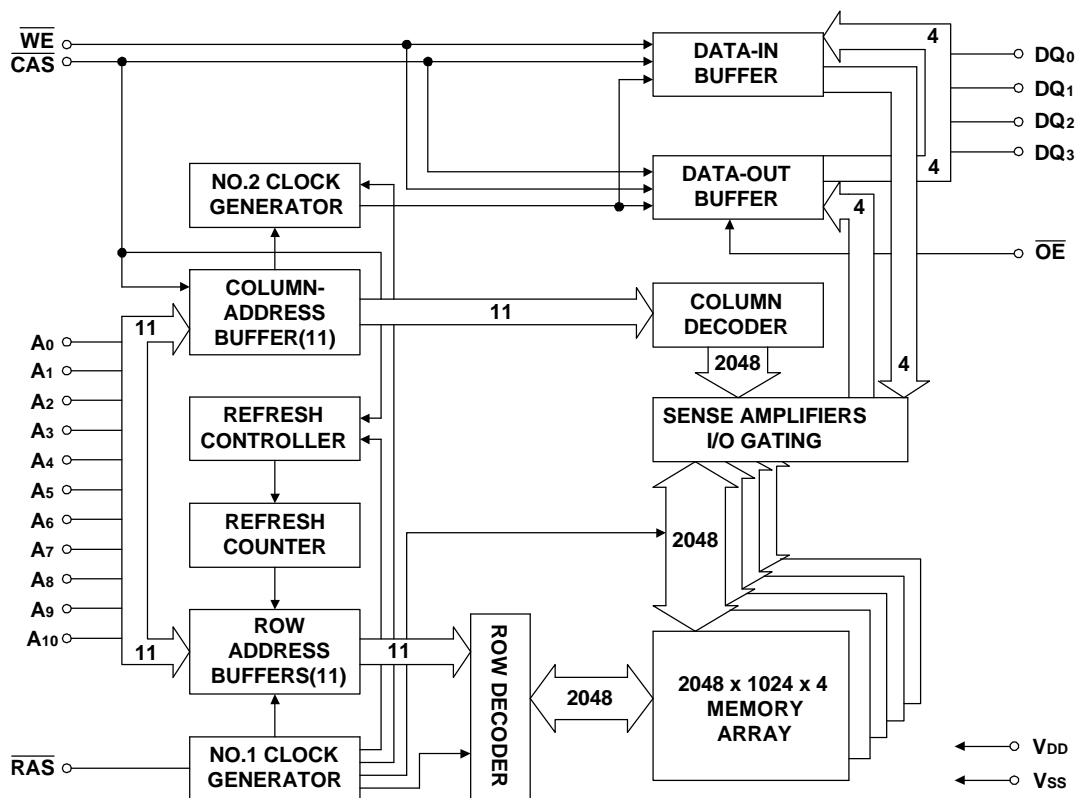 WE
CAS
DATA-IN
BUFFER
4
DQ0
DQ1
DQ2
DQ3
DATA-OUT
BUFFER
4
4
OE
NO.2 CLOCK
GENERATOR
COLUMN-
ADDRESS
BUFFER(11)
11
11
COLUMN
DECODER
2048
4
A0
A1
A2
A3
A4
A5
A6
A7
A8
A9
A10
REFRESH
CONTROLLER
SENSE AMPLIFIERS
I/O GATING
REFRESH
COUNTER
2048
ROW
ADDRESS
BUFFERS(11)
11
11
ROW DECODER
2048
2048 x 1024 x 4
MEMORY
ARRAY
RAS
NO.1 CLOCK
GENERATOR
VDD
VSS